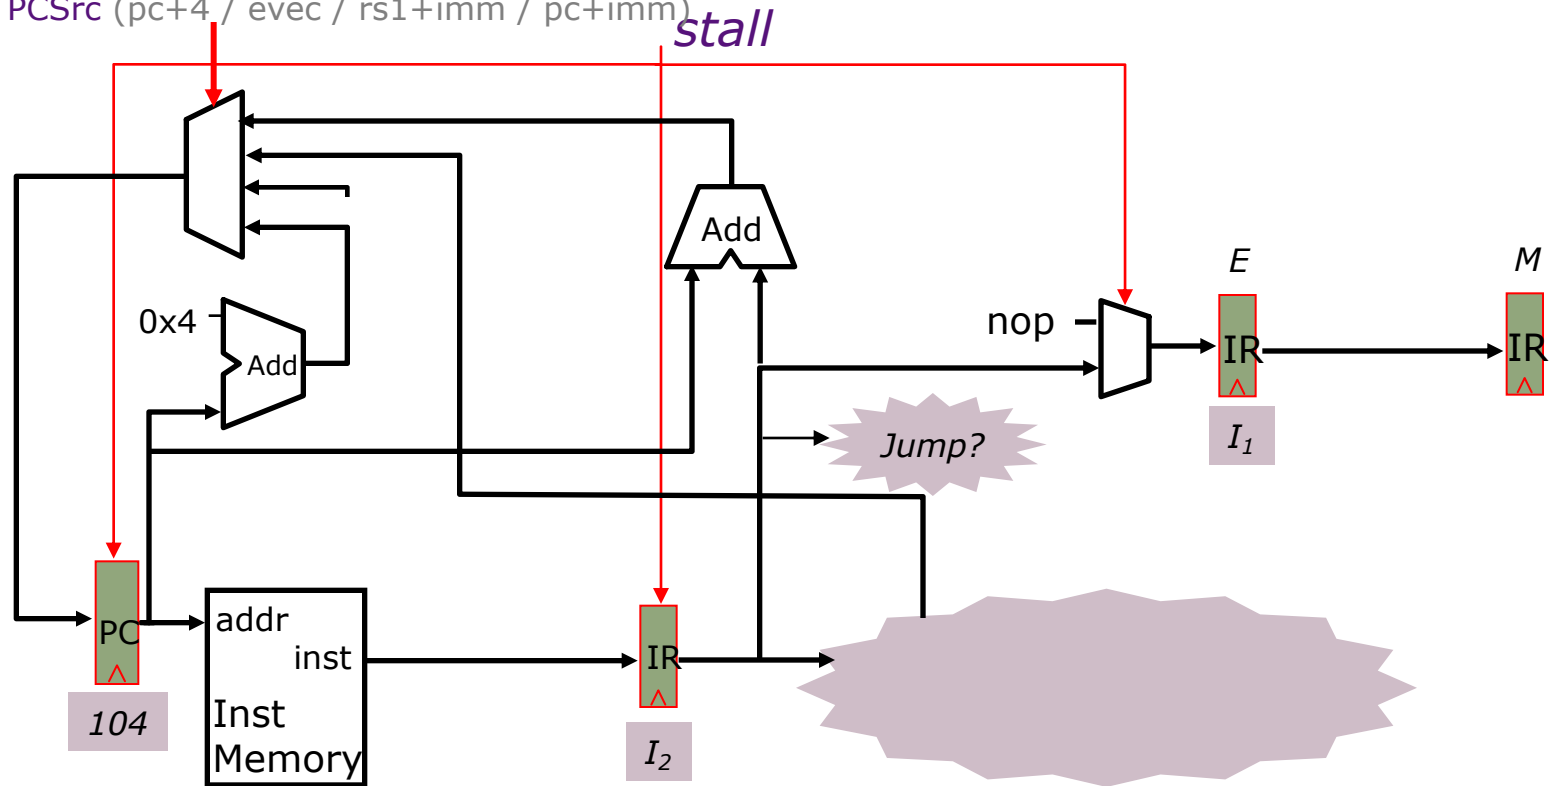 PCSrc (pc+4 / evec / rs1+imm / pc+imm)
stall
Add
E
M
0x4
Add
nop
IR
IR
Jump?
I1
PC
addr
inst
Inst
Memory
IR
104
I2